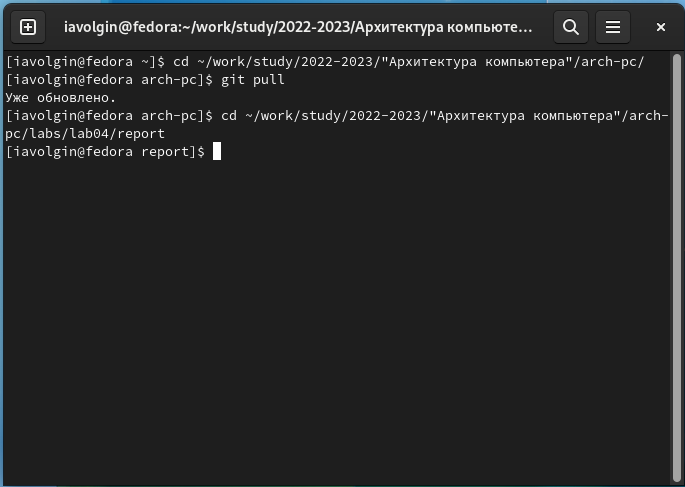 iavolgin@fedora:~/work/study/2022-2023/Архитектура компьюте...
[iavolgin@fedora ~]$ cd ~/work/study/2022-2023/"Архитектура компьютера"/arch-pc/
[iavolgin@fedora arch-pc]$ git pull
Уже обновлено.
[iavolgin@fedora arch-pc]$ cd ~/work/study/2022-2023/"Архитектура компьютера"/arch-
pc/labs/lab04/report
[iavolgin@fedora report]$